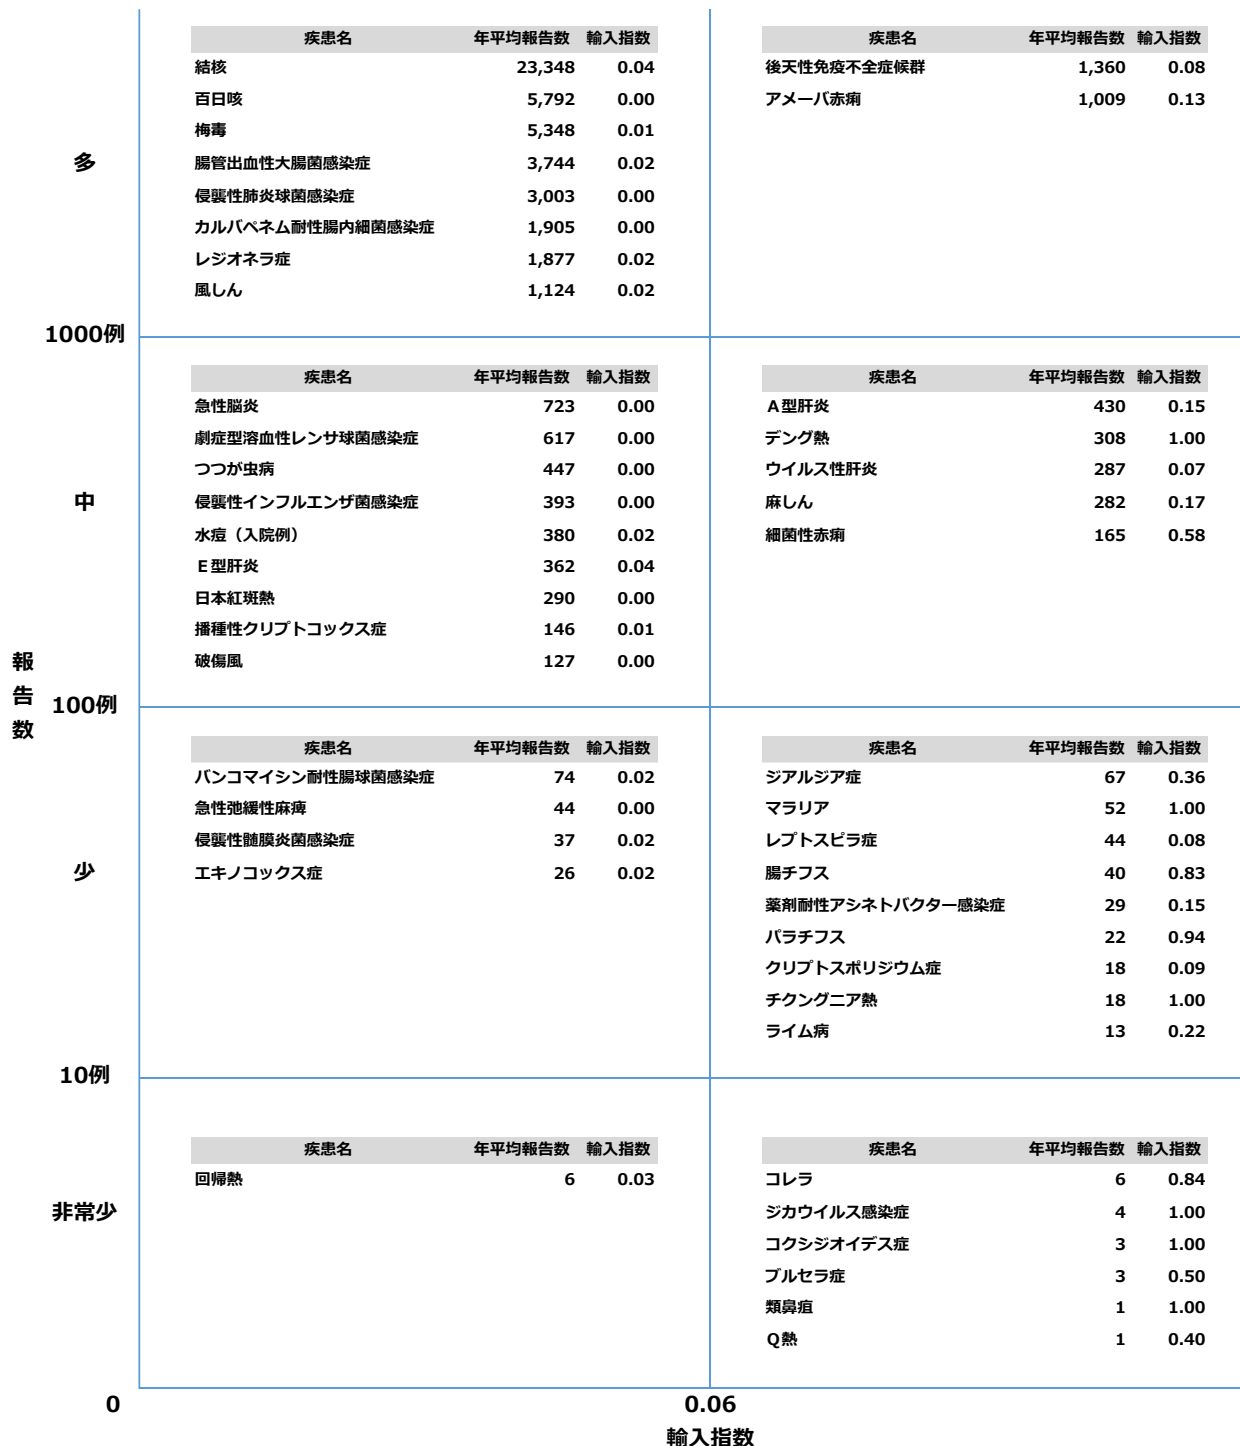 疾患名 年平均報告数 輸入指数
結核 23,348 0.04
百日咳 5,792 0.00
梅毒 5,348 0.01
腸管出血性大腸菌感染症 3,744 0.02
侵襲性肺炎球菌感染症 3,003 0.00
カルバペネム耐性腸内細菌感染症 1,905 0.00
レジオネラ症 1,877 0.02
風しん 1,124 0.02
疾患名 年平均報告数 輸入指数
後天性免疫不全症候群 1,360 0.08
アメーバ赤痢 1,009 0.13
多
1000例
疾患名 年平均報告数 輸入指数
急性脳炎 723 0.00
劇症型溶血性レンサ球菌感染症 617 0.00
つつが虫病 447 0.00
侵襲性インフルエンザ菌感染症 393 0.00
水痘（入院例） 380 0.02
Ｅ型肝炎 362 0.04
日本紅斑熱 290 0.00
播種性クリプトコックス症 146 0.01
破傷風 127 0.00
疾患名 年平均報告数 輸入指数
Ａ型肝炎 430 0.15
デング熱 308 1.00
ウイルス性肝炎 287 0.07
麻しん 282 0.17
細菌性赤痢 165 0.58
中
報告数
100例
疾患名 年平均報告数 輸入指数
バンコマイシン耐性腸球菌感染症 74 0.02
急性弛緩性麻痺 44 0.00
侵襲性髄膜炎菌感染症 37 0.02
エキノコックス症 26 0.02
疾患名 年平均報告数 輸入指数
ジアルジア症 67 0.36
マラリア 52 1.00
レプトスピラ症 44 0.08
腸チフス 40 0.83
薬剤耐性アシネトバクター感染症 29 0.15
パラチフス 22 0.94
クリプトスポリジウム症 18 0.09
チクングニア熱 18 1.00
ライム病 13 0.22
少
10例
疾患名 年平均報告数 輸入指数
回帰熱 6 0.03
疾患名 年平均報告数 輸入指数
コレラ 6 0.84
ジカウイルス感染症 4 1.00
コクシジオイデス症 3 1.00
ブルセラ症 3 0.50
類鼻疽 1 1.00
Ｑ熱 1 0.40
非常少
0 0.06
輸入指数